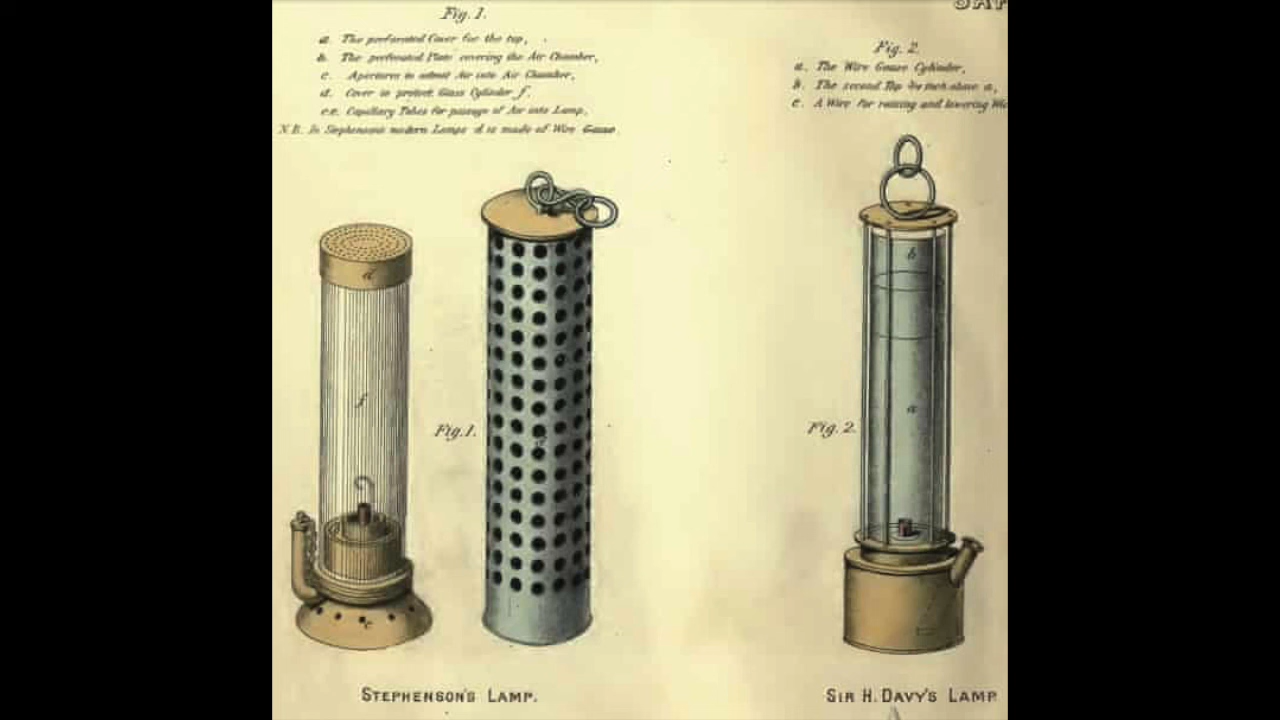 Fig. 1.
a. The perforated Cover for the top,
b. The perforated Plate covering the Air Chamber,
c. Apertures to admit Air into Air Chamber,
d. Cover to protect Glass Cylinder f.
e.e. Capillary Tubes for passage of Air into Lamp.
N.B. In Stephenson's modern Lamps d is made of Wire Gauze.
Fig. 2.
a. The Wire Gauze Cylinder,
b. The second Top inch above a,
c. A Wire for raising and lowering
a
f
Fig. 1.
d
c
b
a
Fig. 2.
STEPHENSON'S LAMP.
SIR H. DAVY'S LAMP